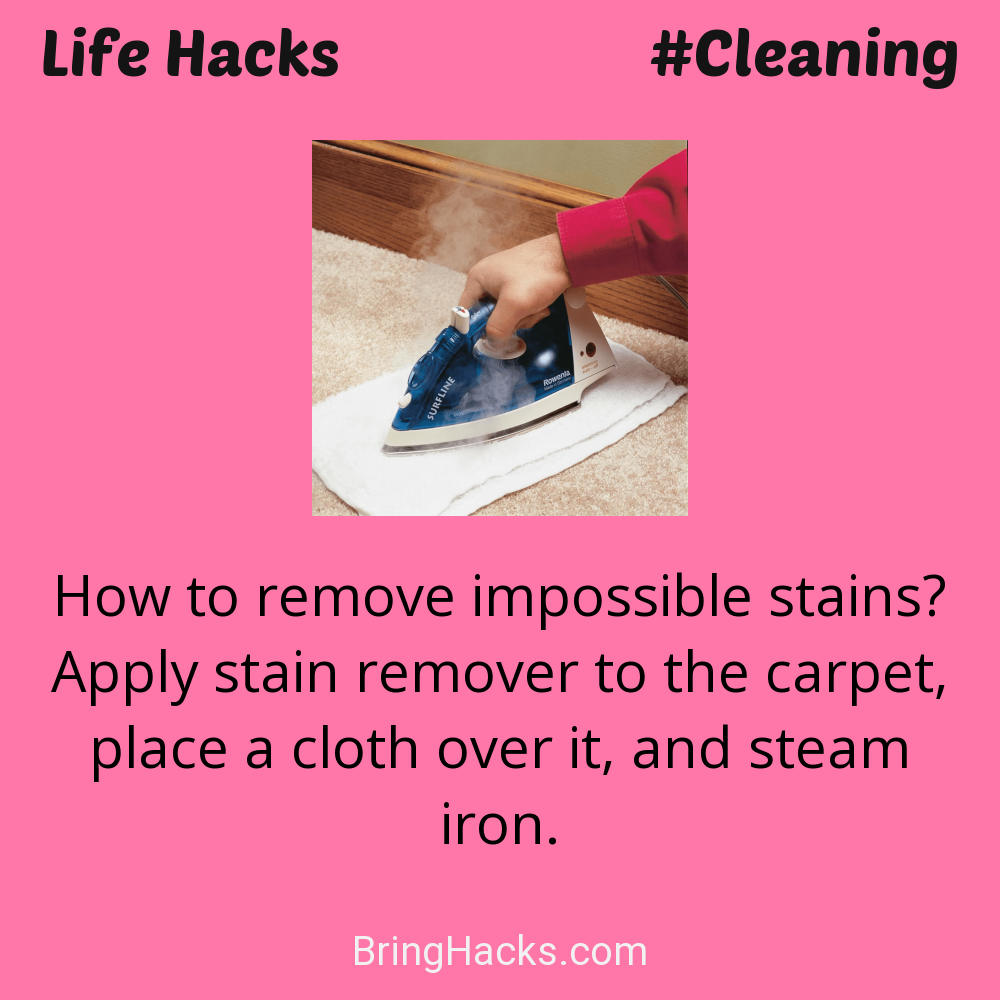 Life Hacks #Cleaning
SURFLINE
Rowenta
How to remove impossible stains?
Apply stain remover to the carpet,
place a cloth over it, and steam
iron.
BringHacks.com